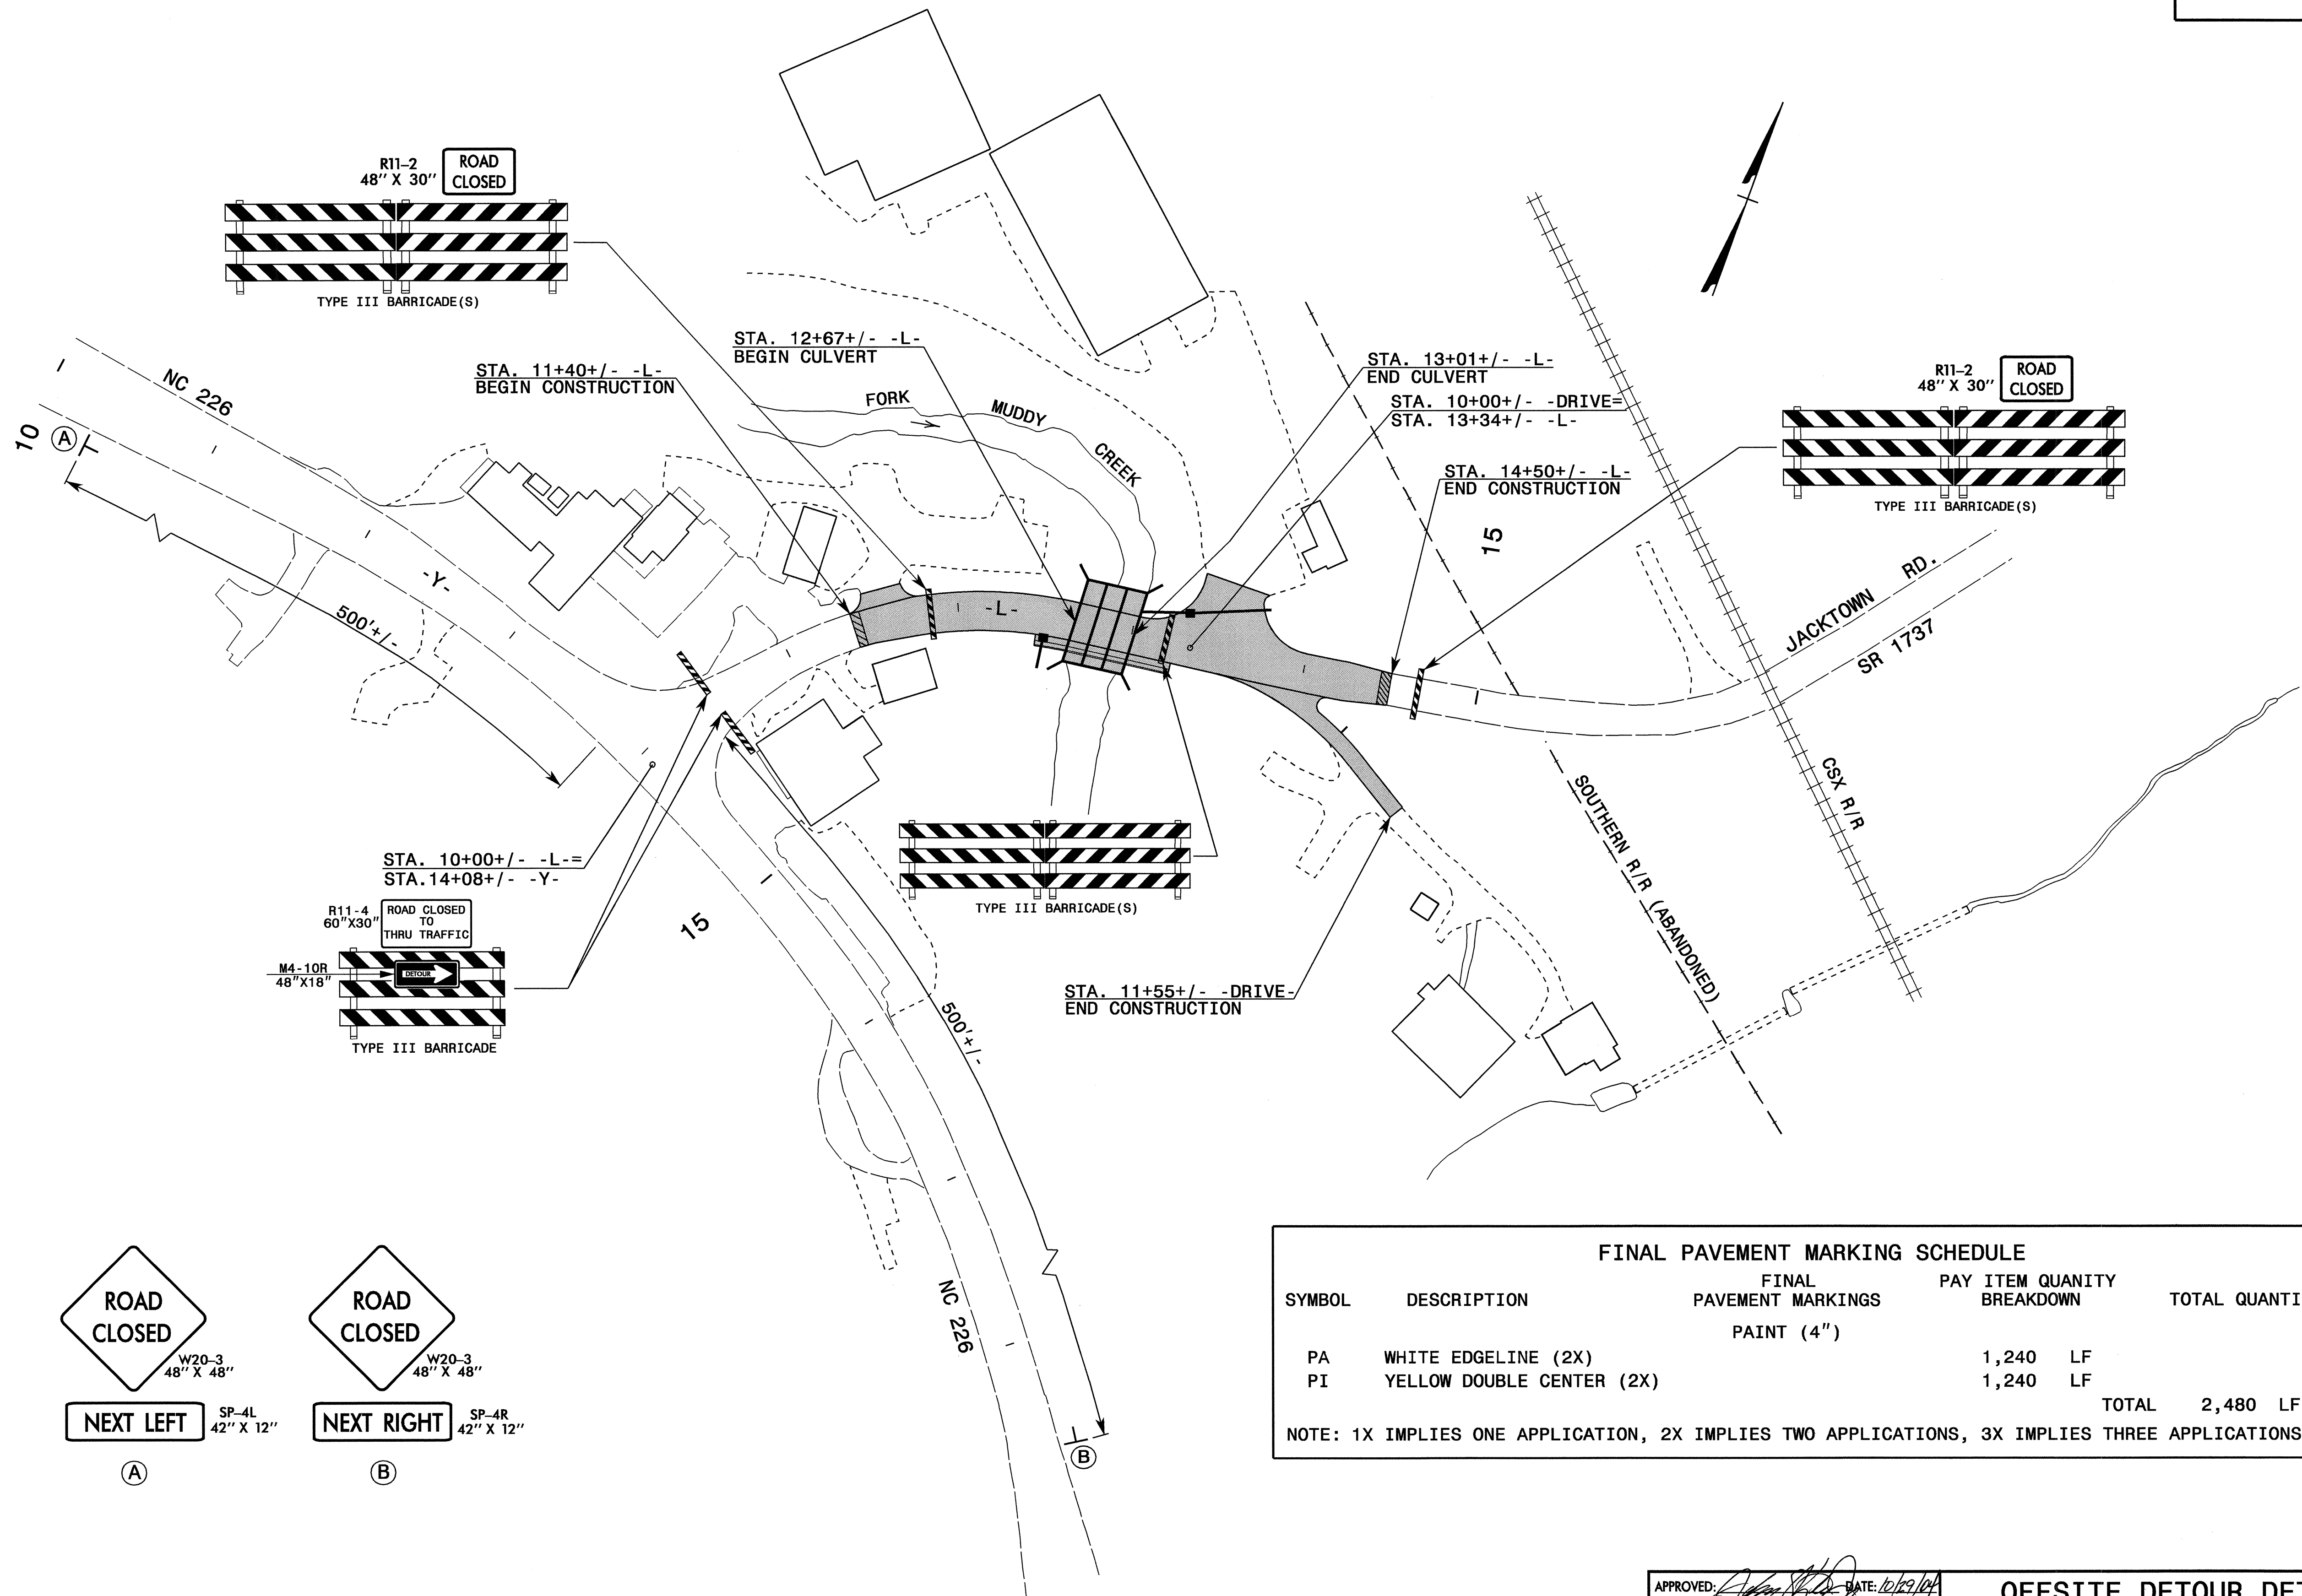 R11-2
48" X 30"
ROAD
CLOSED
TYPE III BARRICADE(S)
NC 226
10
A
500'+/-
-Y-
STA. 11+40+/- -L-
BEGIN CONSTRUCTION
STA. 12+67+/- -L-
BEGIN CULVERT
FORK
MUDDY
CREEK
-L-
STA. 13+01+/- -L-
END CULVERT
STA. 10+00+/- -DRIVE=
STA. 13+34+/- -L-
STA. 14+50+/- -L-
END CONSTRUCTION
15
R11-2
48" X 30"
ROAD
CLOSED
TYPE III BARRICADE(S)
JACKTOWN RD.
SR 1737
CSX R/R
SOUTHERN R/R (ABANDONED)
STA. 10+00+/- -L-=
STA.14+08+/- -Y-
R11-4
60"X30"
ROAD CLOSED
TO
THRU TRAFFIC
M4-10R
48"X18"
DETOUR
TYPE III BARRICADE
15
TYPE III BARRICADE(S)
STA. 11+55+/- -DRIVE-
END CONSTRUCTION
500'+/-
NC 226
B
ROAD
CLOSED
W20-3
48" X 48"
NEXT LEFT
SP-4L
42" X 12"
A
ROAD
CLOSED
W20-3
48" X 48"
NEXT RIGHT
SP-4R
42" X 12"
B
FINAL PAVEMENT MARKING SCHEDULE
SYMBOL DESCRIPTION FINAL PAVEMENT MARKINGS PAY ITEM QUANITY BREAKDOWN TOTAL QUANTI
PAINT (4")
PA WHITE EDGELINE (2X) 1,240 LF
PI YELLOW DOUBLE CENTER (2X) 1,240 LF
TOTAL 2,480 LF
NOTE: 1X IMPLIES ONE APPLICATION, 2X IMPLIES TWO APPLICATIONS, 3X IMPLIES THREE APPLICATIONS
APPROVED: DATE: 10/29/04
OFFSITE DETOUR DET